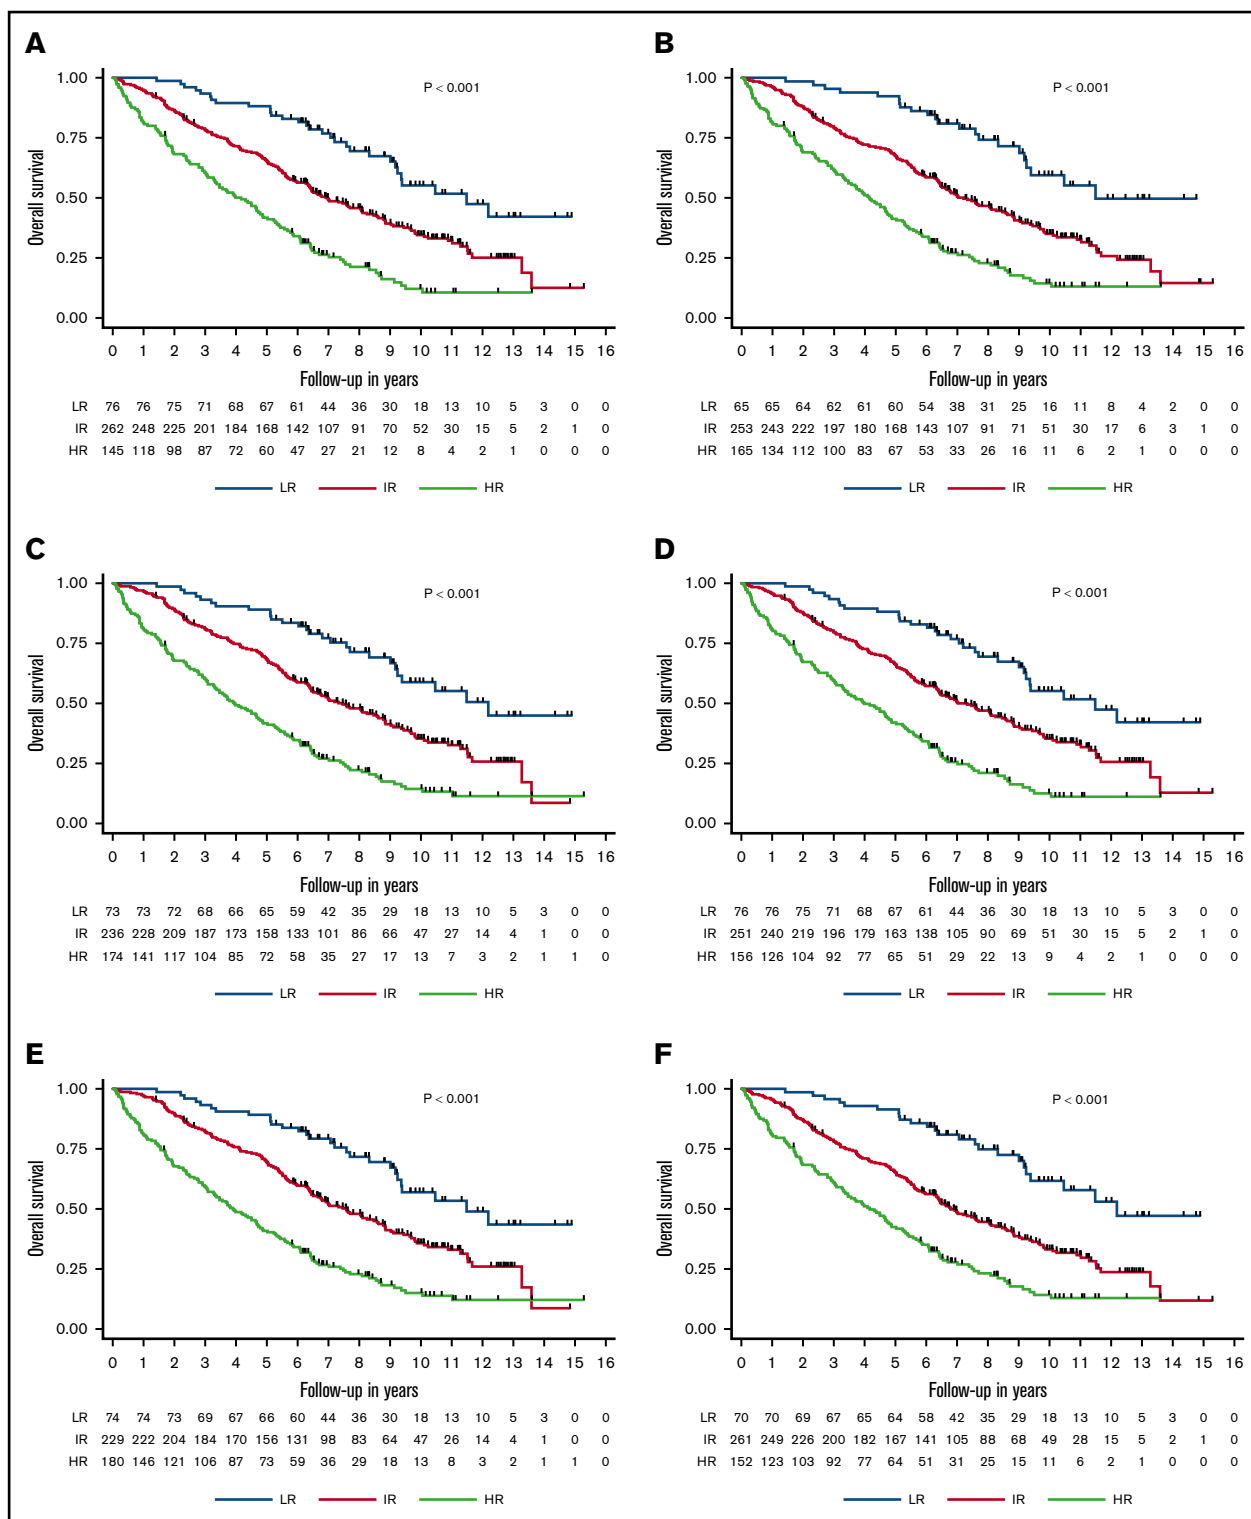 A
P < 0.001
Overall survival
1.00
0.75
0.50
0.25
0.00
0 1 2 3 4 5 6 7 8 9 10 11 12 13 14 15 16
Follow-up in years
LR 76 76 75 71 68 67 61 44 36 30 18 13 10 5 3 0 0
IR 262 248 225 201 184 168 142 107 91 70 52 30 15 5 2 1 0
HR 145 118 98 87 72 60 47 27 21 12 8 4 2 1 0 0 0
LR IR HR
B
P < 0.001
Overall survival
1.00
0.75
0.50
0.25
0.00
0 1 2 3 4 5 6 7 8 9 10 11 12 13 14 15 16
Follow-up in years
LR 65 65 64 62 61 60 54 38 31 25 16 11 8 4 2 0 0
IR 253 243 222 197 180 168 143 107 91 71 51 30 17 6 3 1 0
HR 165 134 112 100 83 67 53 33 26 16 11 6 2 1 0 0 0
LR IR HR
C
P < 0.001
Overall survival
1.00
0.75
0.50
0.25
0.00
0 1 2 3 4 5 6 7 8 9 10 11 12 13 14 15 16
Follow-up in years
LR 73 73 72 68 66 65 59 42 35 29 18 13 10 5 3 0 0
IR 236 228 209 187 173 158 133 101 86 66 47 27 14 4 1 0 0
HR 174 141 117 104 85 72 58 35 27 17 13 7 3 2 1 1 0
LR IR HR
D
P < 0.001
Overall survival
1.00
0.75
0.50
0.25
0.00
0 1 2 3 4 5 6 7 8 9 10 11 12 13 14 15 16
Follow-up in years
LR 76 76 75 71 68 67 61 44 36 30 18 13 10 5 3 0 0
IR 251 240 219 196 179 163 138 105 90 69 51 30 15 5 2 1 0
HR 156 126 104 92 77 65 51 29 22 13 9 4 2 1 0 0 0
LR IR HR
E
P < 0.001
Overall survival
1.00
0.75
0.50
0.25
0.00
0 1 2 3 4 5 6 7 8 9 10 11 12 13 14 15 16
Follow-up in years
LR 74 74 73 69 67 66 60 44 36 30 18 13 10 5 3 0 0
IR 229 222 204 184 170 156 131 98 83 64 47 26 14 4 1 0 0
HR 180 146 121 106 87 73 59 36 29 18 13 8 3 2 1 1 0
LR IR HR
F
P < 0.001
Overall survival
1.00
0.75
0.50
0.25
0.00
0 1 2 3 4 5 6 7 8 9 10 11 12 13 14 15 16
Follow-up in years
LR 70 70 69 67 65 64 58 42 35 29 18 13 10 5 3 0 0
IR 261 249 226 200 182 167 141 105 88 68 49 28 15 5 2 1 0
HR 152 123 103 92 77 64 51 31 25 15 11 6 2 1 0 0 0
LR IR HR